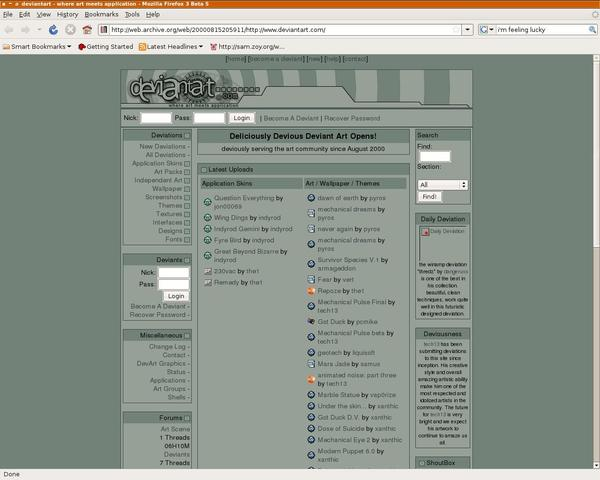 deviantart - where art meets application - Mozilla Firefox 3 Beta 5
File Edit View History Bookmarks Tools Help
http://web.archive.org/web/20000815205911/http://www.deviantart.com/
i'm feeling lucky
Smart Bookmarks Getting Started Latest Headlines http://sam.zoy.org/w...
[home] [become a deviant] [new] [help] [contact]
deviantart
.com
where art meets application
Nick: Pass: Login | Become A Deviant | Recover Password
Deviations
New Deviations -
All Deviations -
Application Skins
Art Packs
Independent Art
Wallpaper
Screenshots
Themes
Textures
Interfaces
Designs
Fonts
Deviants
Nick:
Pass:
Login
Become A Deviant -
Recover Password -
Miscellaneous
Change Log -
Contact -
DevArt Graphics -
Status -
Applications -
Art Groups -
Shells -
Forums
Art Scene
1 Threads
06H10M
Deviants
7 Threads
Deliciously Devious Deviant Art Opens!
deviously serving the art community since August 2000
Latest Uploads
Application Skins
Question Everything by
jcn00069
Wing Dings by indyrod
Indyrod Gemini by indyrod
Fyre Bird by indyrod
Great Beyond Bizarre by
indyrod
230vac by thet
Remedy by thet
Art / Wallpaper / Themes
dawn of earth by pyros
mechanical dreams by
pyros
never again by pyros
mechanical dreams by
pyros
Survivor Species V.1 by
armageddon
Fear by vert
Repoze by thet
Mechanical Pulse Final by
tech13
Got Duck by pcmike
Mechanical Pulse beta by
tech13
geotech by liquisoft
Mars Jade by samus
animated noise: part three
by tech13
Marble Statue by vap0rize
Under the skin... by xanthic
Got Duck D.V. by xanthic
Dose of Suicide by xanthic
Mechanical Eye 2 by xanthic
Modern Puppet 6.0 by
xanthic
Search
Find:
Section:
All
Find!
Daily Deviation
Daily Deviation
the winamp deviation
"thredz" by dangeruss
is one of the best in
his collection.
beautiful, clean
techniques, work quite
well in this futuristic
designed deviation.
Deviousness
tech13 has been
submitting deviations
to this site since
inception. His creative
style and overall
amazing artistic ability
make him one of the
most respected and
idolized artists in the
community. The future
for tech13 is very
bright and we expect
his artwork to
continue to amaze us
all.
ShoutBox
Done